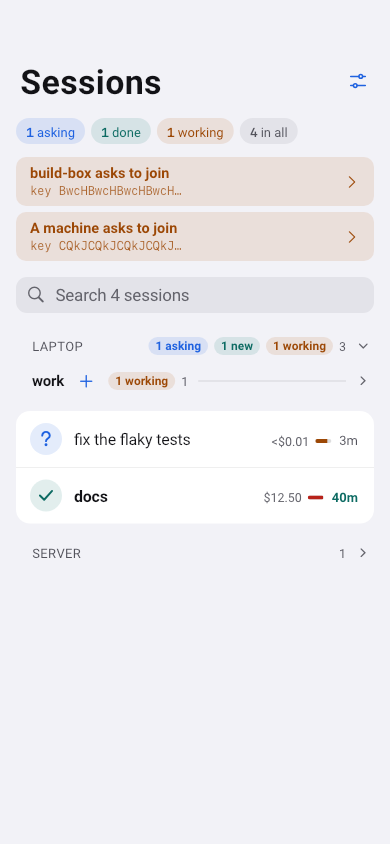 Sessions
1 asking 1 done 1 working 4 in all
build-box asks to join
key BwcHBwcHBwcHBwcH…
A machine asks to join
key CQkJCQkJCQkJCQkJ…
Search 4 sessions
LAPTOP 1 asking 1 new 1 working 3
work + 1 working 1
? fix the flaky tests <$0.01 3m
docs $12.50 40m
SERVER 1